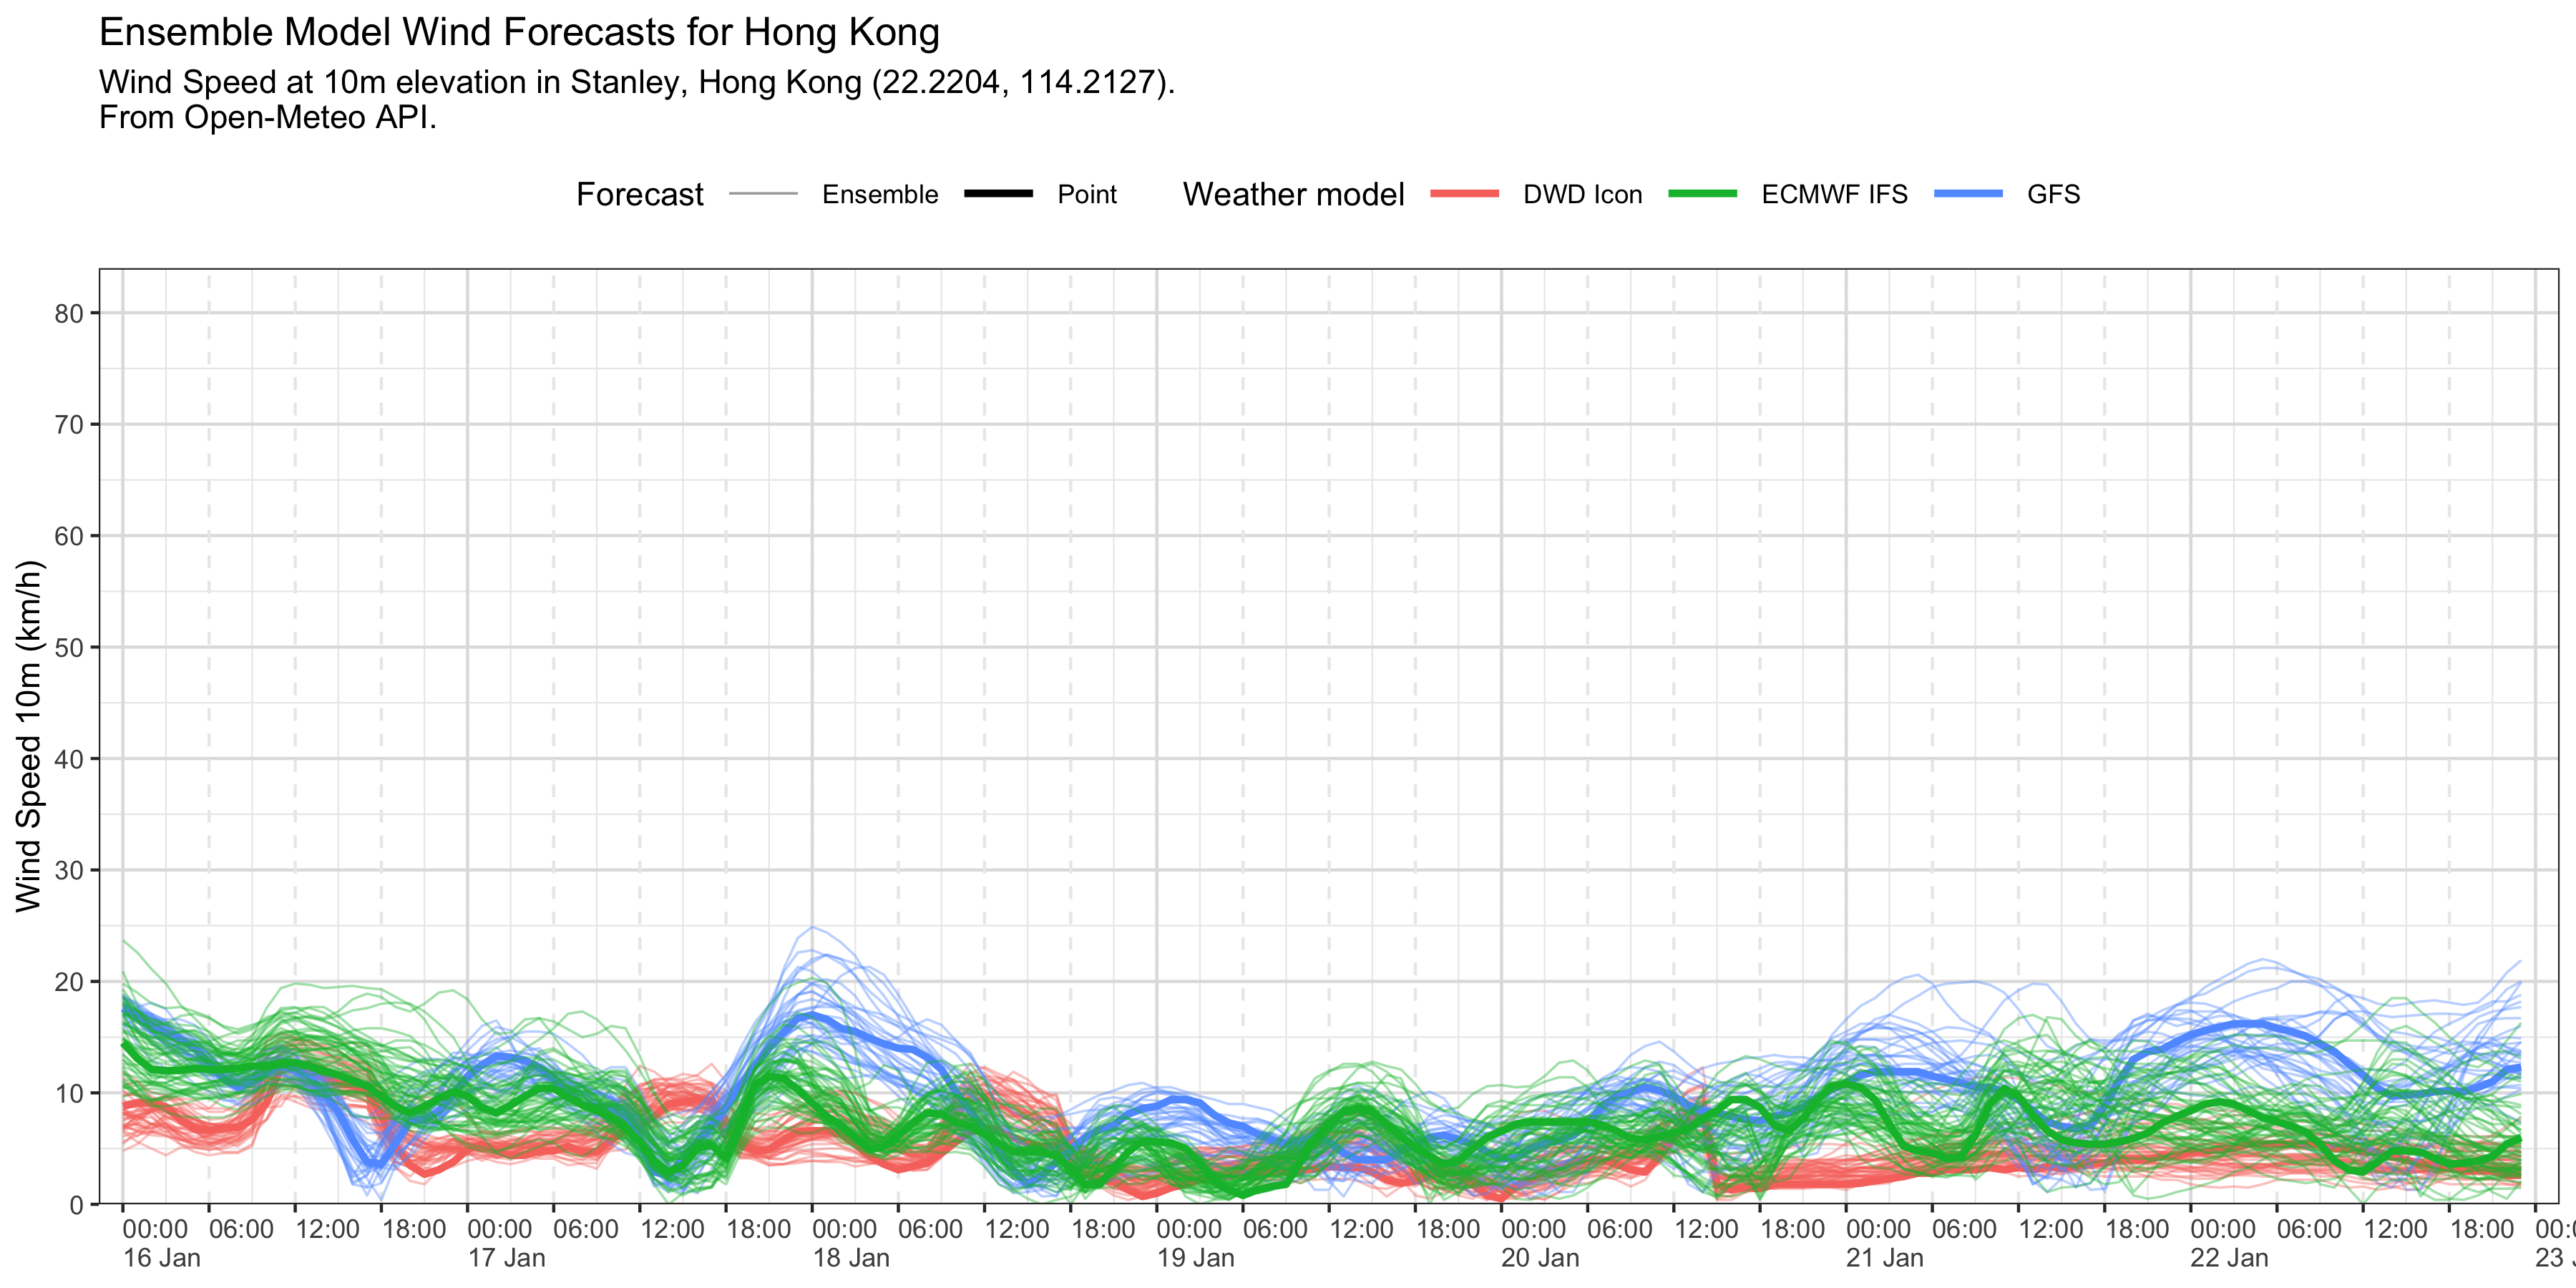 Ensemble Model Wind Forecasts for Hong Kong
Wind Speed at 10m elevation in Stanley, Hong Kong (22.2204, 114.2127).
From Open-Meteo API.
Forecast Ensemble Point Weather model DWD Icon ECMWF IFS GFS
Wind Speed 10m (km/h)
80
70
60
50
40
30
20
10
0
00:00 06:00 12:00 18:00 00:00 06:00 12:00 18:00 00:00 06:00 12:00 18:00 00:00 06:00 12:00 18:00 00:00 06:00 12:00 18:00 00:00 06:00 12:00 18:00 00:00 06:00 12:00 18:00
16 Jan 17 Jan 18 Jan 19 Jan 20 Jan 21 Jan 22 Jan 23